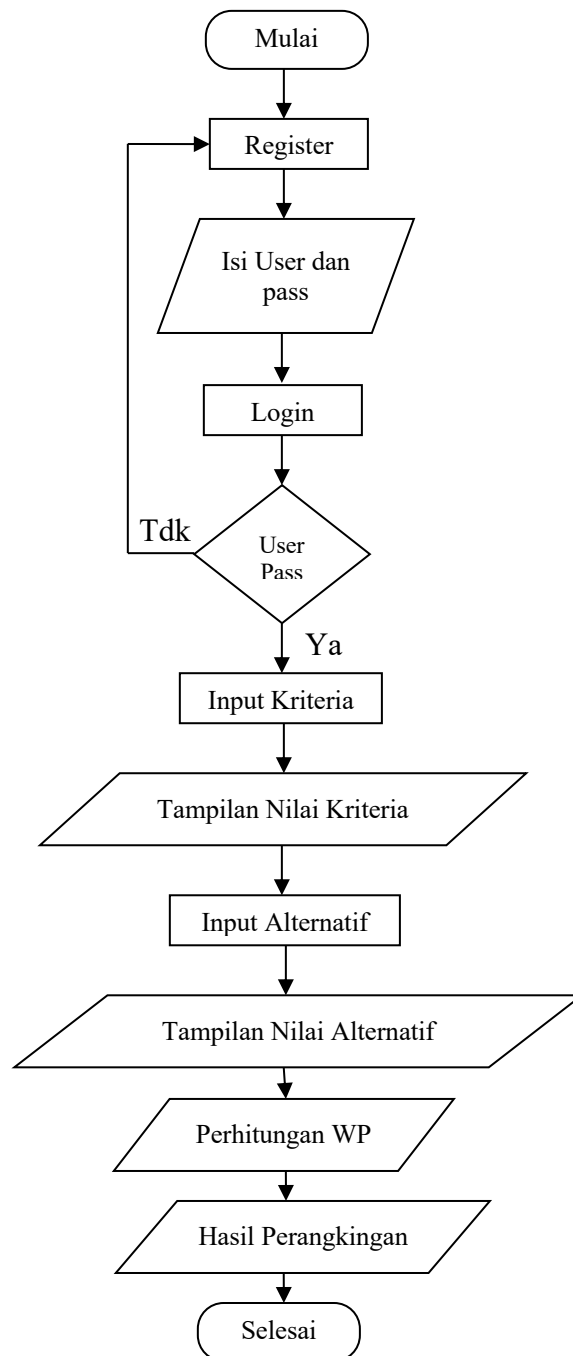 Mulai
Register
Isi User dan
pass
Login
Tdk
User
Pass
Ya
Input Kriteria
Tampilan Nilai Kriteria
Input Alternatif
Tampilan Nilai Alternatif
Perhitungan WP
Hasil Perangkingan
Selesai